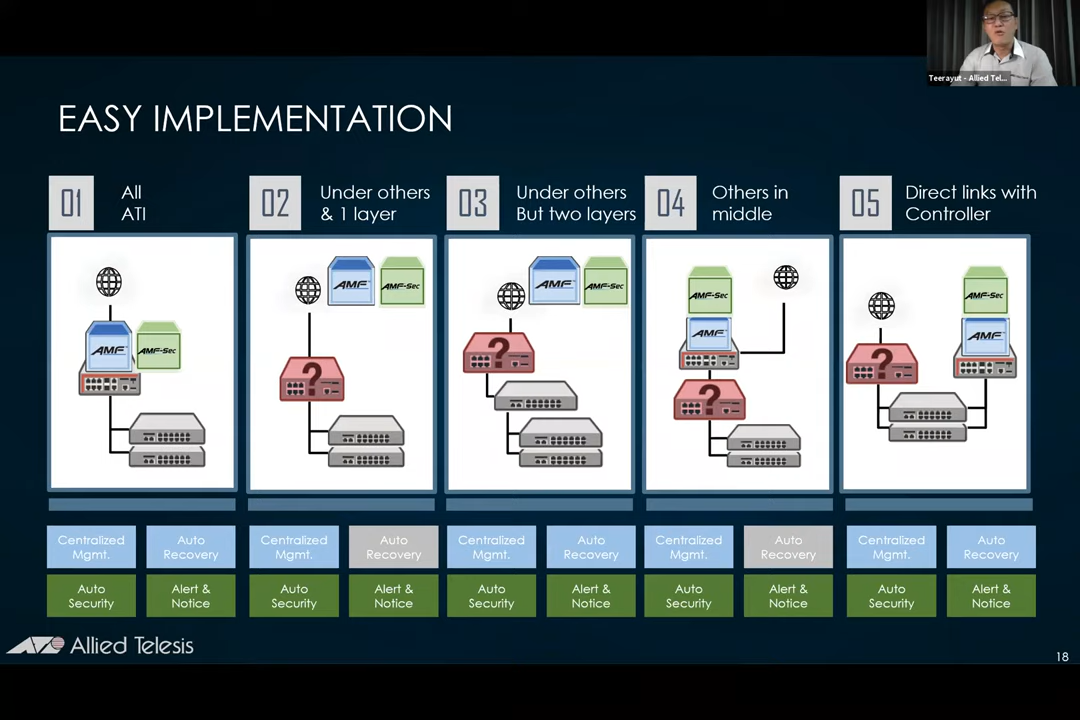 Teerayut - Allied Tel...
EASY IMPLEMENTATION
01
All
ATI
02
Under others
& 1 layer
03
Under others
But two layers
04
Others in
middle
05
Direct links with
Controller
AMF
AMF-Sec
?
AMF
AMF-Sec
?
AMF
AMF-Sec
AMF-Sec
AMF
?
AMF-Sec
AMF
?
Centralized
Mgmt.
Auto
Recovery
Auto
Security
Alert &
Notice
Centralized
Mgmt.
Auto
Recovery
Auto
Security
Alert &
Notice
Centralized
Mgmt.
Auto
Recovery
Auto
Security
Alert &
Notice
Centralized
Mgmt.
Auto
Recovery
Auto
Security
Alert &
Notice
Centralized
Mgmt.
Auto
Recovery
Auto
Security
Alert &
Notice
Allied Telesis
18